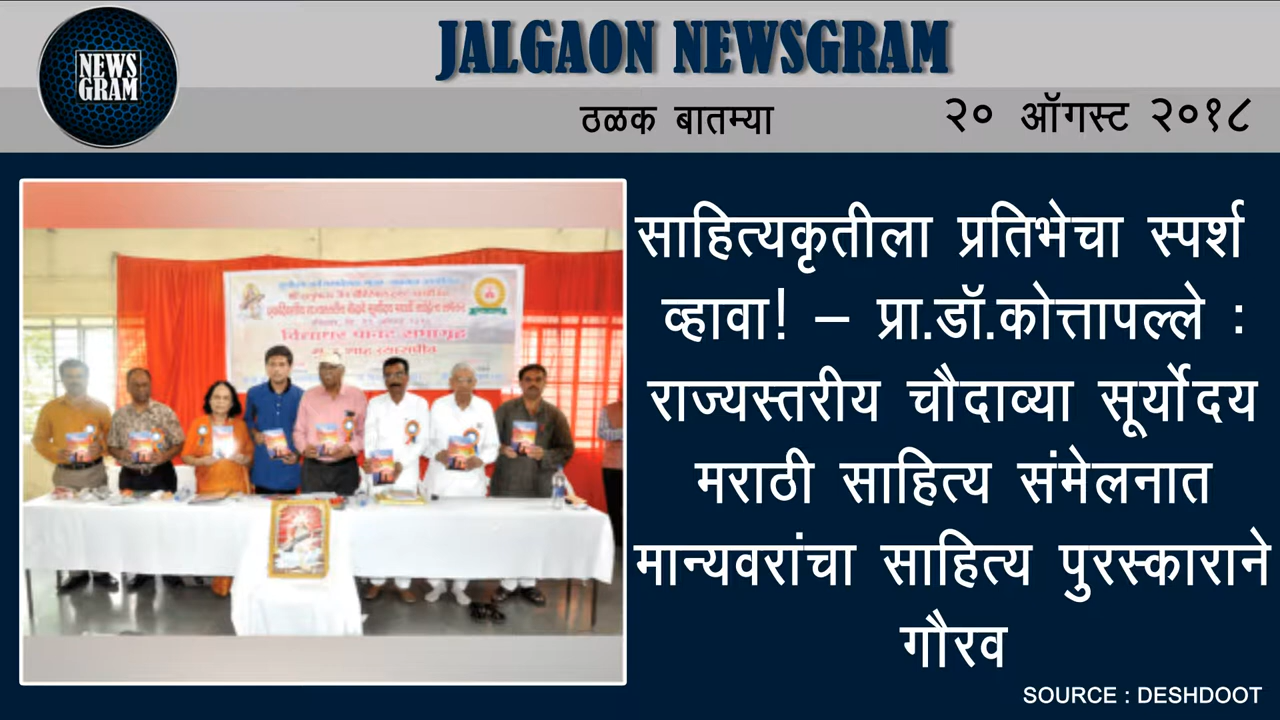 NEWS
GRAM
JALGAON NEWSGRAM
ठळक बातम्या
२० ऑगस्ट २०१८
साहित्यकृतीला प्रतिभेचा स्पर्श
व्हावा! – प्रा.डॉ.कोत्तापल्ले :
राज्यस्तरीय चौदाव्या सूर्योदय
मराठी साहित्य संमेलनात
मान्यवरांचा साहित्य पुरस्काराने
गौरव
SOURCE : DESHDOOT